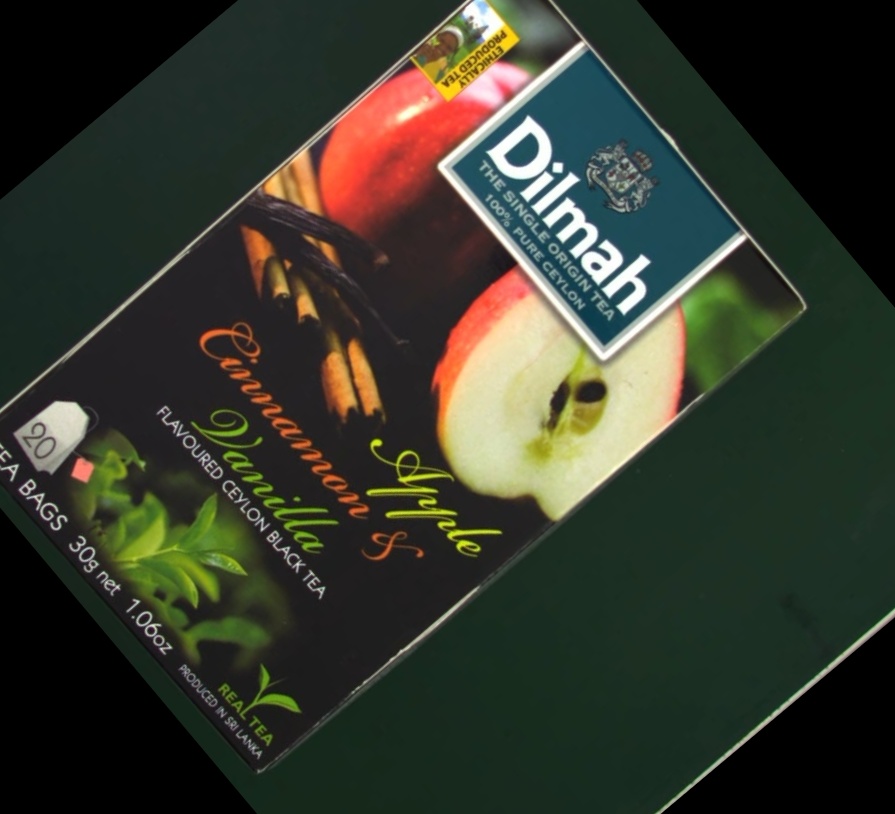 ETHICALLY
PRODUCED TEA
Dilmah
THE SINGLE ORIGIN TEA
100% PURE CEYLON
Apple
Cinnamon &
Vanilla
FLAVOURED CEYLON BLACK TEA
20
TEA BAGS 30g net 1.06oz
REAL TEA
PRODUCED IN SRI LANKA